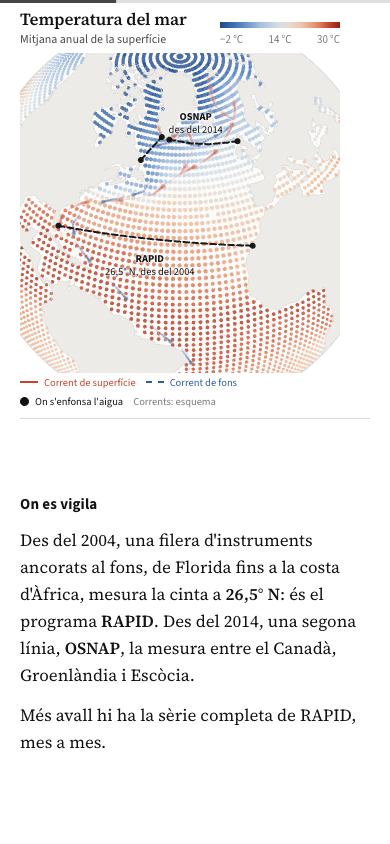 Temperatura del mar
Mitjana anual de la superfície
−2 °C 14 °C 30 °C
OSNAP
des del 2014
RAPID
26,5° N, des del 2004
Corrent de superfície Corrent de fons
On s'enfonsa l'aigua Corrents: esquema
On es vigila
Des del 2004, una filera d'instruments
ancorats al fons, de Florida fins a la costa
d'Àfrica, mesura la cinta a 26,5° N: és el
programa RAPID. Des del 2014, una segona
línia, OSNAP, la mesura entre el Canadà,
Groenlàndia i Escòcia.
Més avall hi ha la sèrie completa de RAPID,
mes a mes.